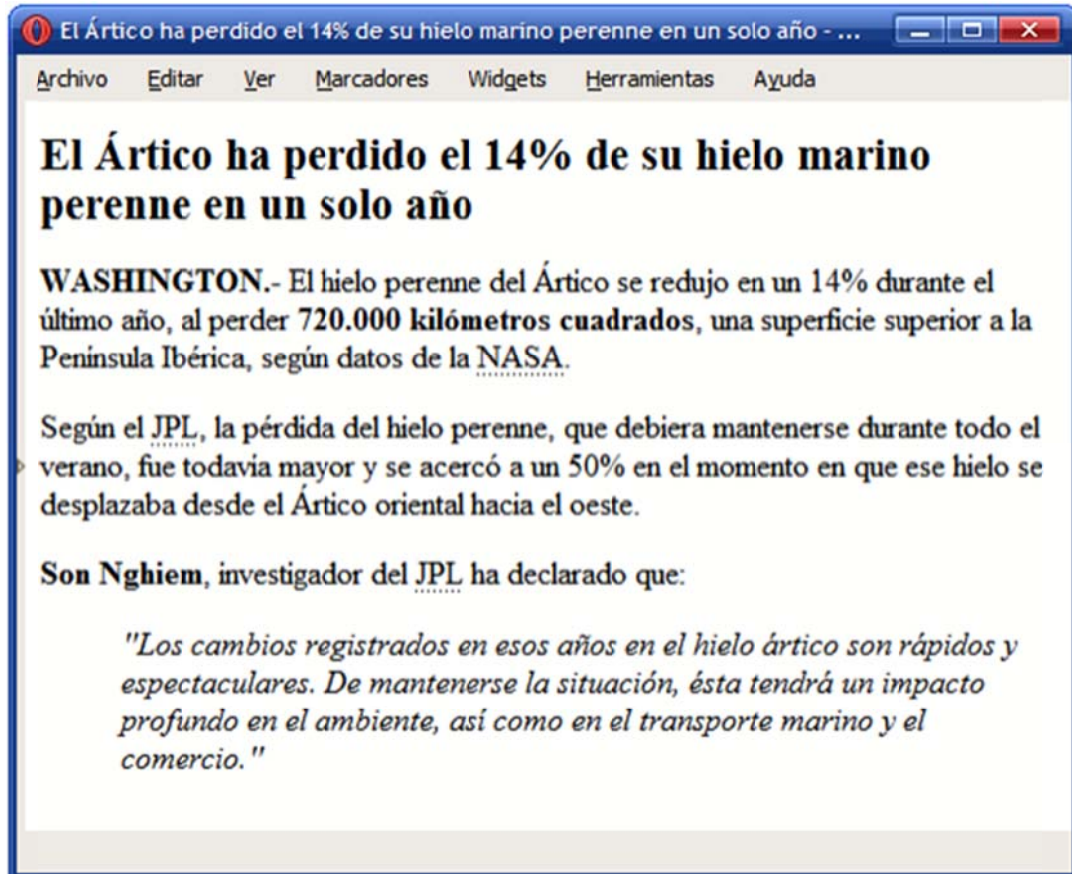 El Ártico ha perdido el 14% de su hielo marino perenne en un solo año - ...
Archivo Editar Ver Marcadores Widgets Herramientas Ayuda
El Ártico ha perdido el 14% de su hielo marino
perenne en un solo año
WASHINGTON.- El hielo perenne del Ártico se redujo en un 14% durante el
último año, al perder 720.000 kilómetros cuadrados, una superficie superior a la
Península Ibérica, según datos de la NASA.
Según el JPL, la pérdida del hielo perenne, que debiera mantenerse durante todo el
verano, fue todavía mayor y se acercó a un 50% en el momento en que ese hielo se
desplazaba desde el Ártico oriental hacia el oeste.
Son Nghiem, investigador del JPL ha declarado que:
"Los cambios registrados en esos años en el hielo ártico son rápidos y
espectaculares. De mantenerse la situación, ésta tendrá un impacto
profundo en el ambiente, así como en el transporte marino y el
comercio."